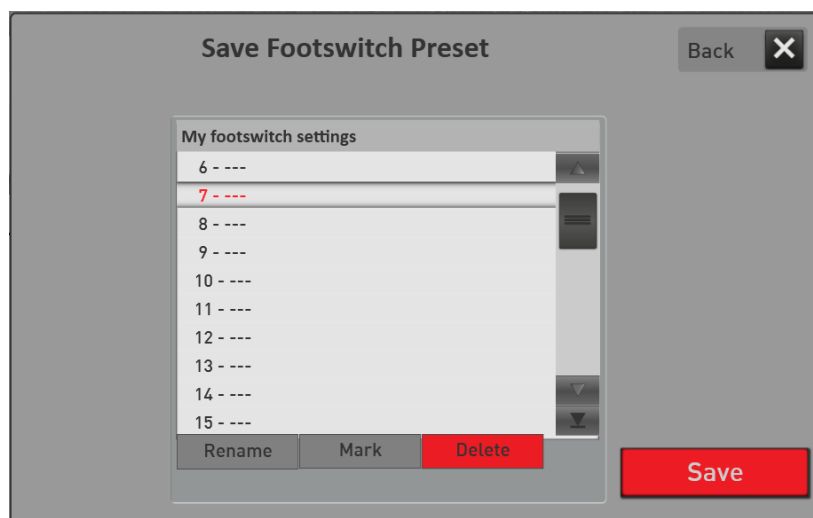 Save Footswitch Preset
Back
My footswitch settings
6 - ---
7 - ---
8 - ---
9 - ---
10 - ---
11 - ---
12 - ---
13 - ---
14 - ---
15 - ---
Rename Mark Delete
Save